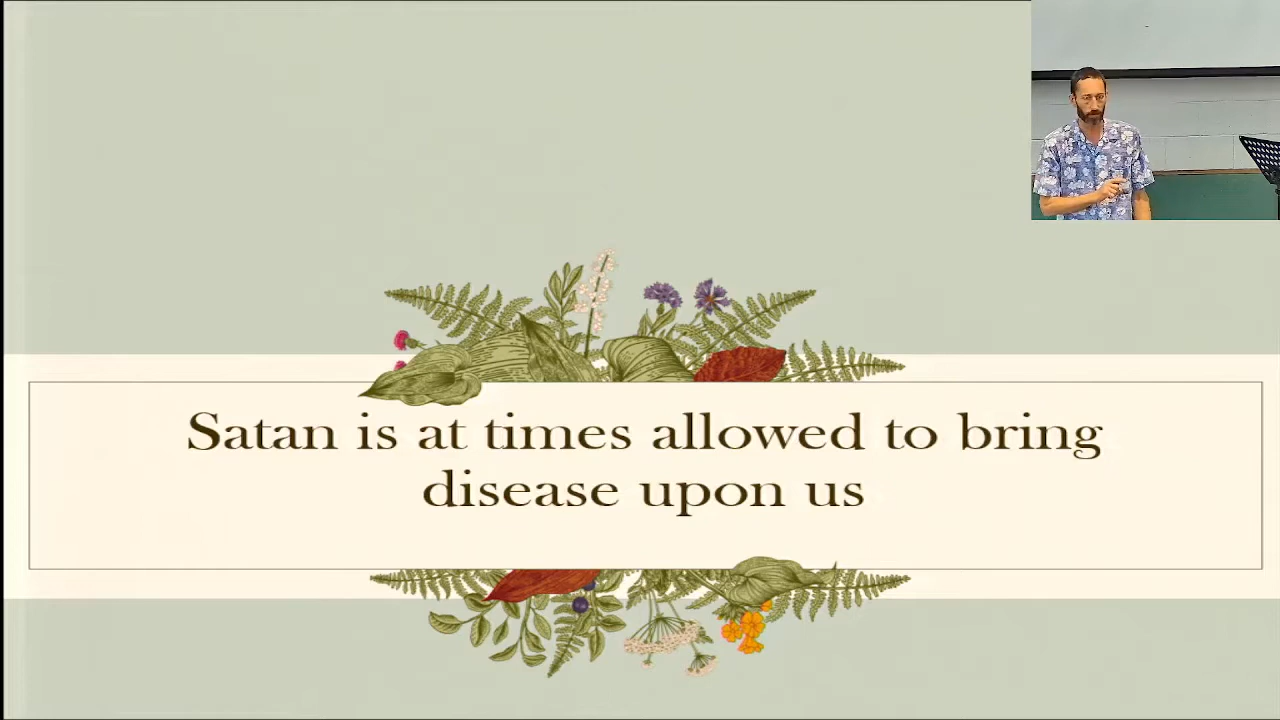 Satan is at times allowed to bring
disease upon us